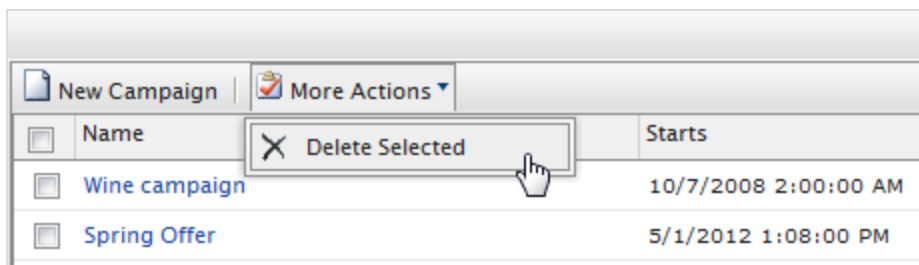 New Campaign More Actions
Name Starts
Delete Selected
Wine campaign 10/7/2008 2:00:00 AM
Spring Offer 5/1/2012 1:08:00 PM